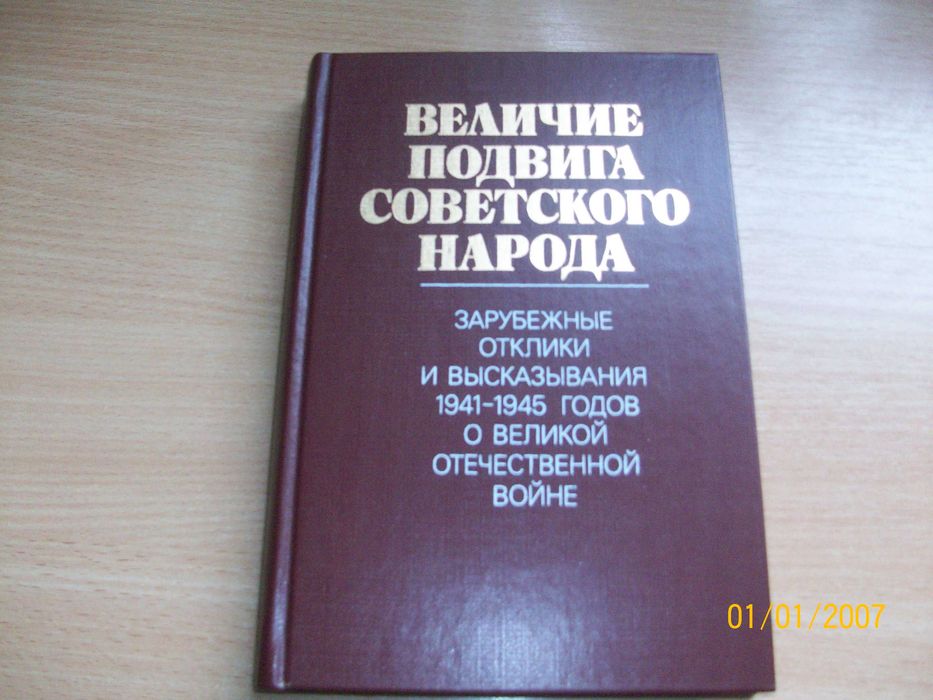 ВЕЛИЧИЕ
ПОДВИГА
СОВЕТСКОГО
НАРОДА
ЗАРУБЕЖНЫЕ
ОТКЛИКИ
И ВЫСКАЗЫВАНИЯ
1941-1945 ГОДОВ
О ВЕЛИКОЙ
ОТЕЧЕСТВЕННОЙ
ВОЙНЕ
01/01/2007